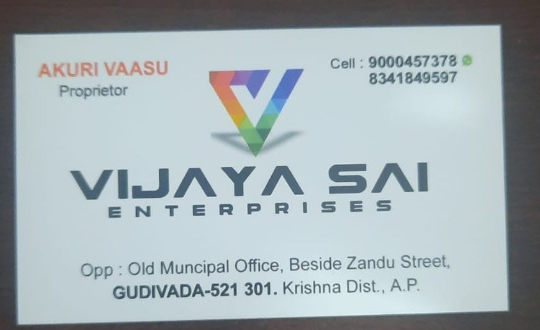 AKURI VAASU
Proprietor
Cell : 9000457378
8341849597
VIJAYA SAI
ENTERPRISES
Opp : Old Muncipal Office, Beside Zandu Street,
GUDIVADA-521 301. Krishna Dist., A.P.